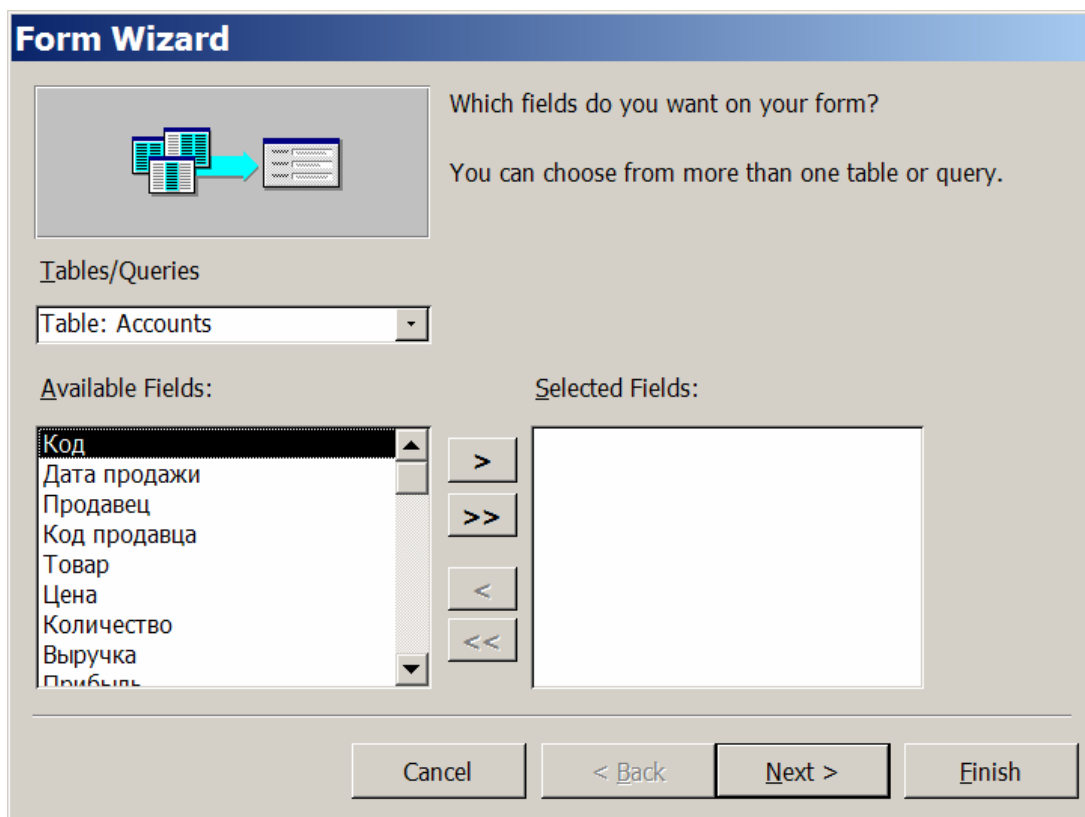 Form Wizard
Which fields do you want on your form?
You can choose from more than one table or query.
Tables/Queries
Table: Accounts
Available Fields:
Selected Fields:
Код
Дата продажи
Продавец
Код продавца
Товар
Цена
Количество
Выручка
Прибыль
>
>>
<
<<
Cancel
< Back
Next >
Finish